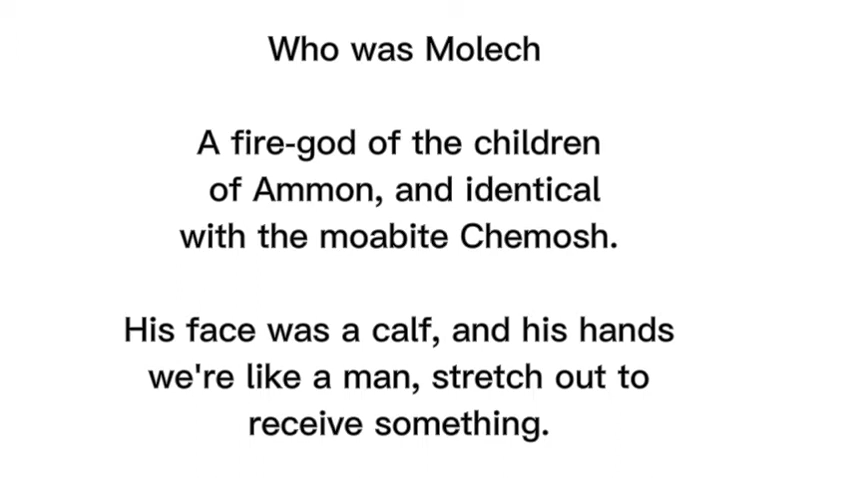 Who was Molech
A fire-god of the children
of Ammon, and identical
with the moabite Chemosh.
His face was a calf, and his hands
we're like a man, stretch out to
receive something.